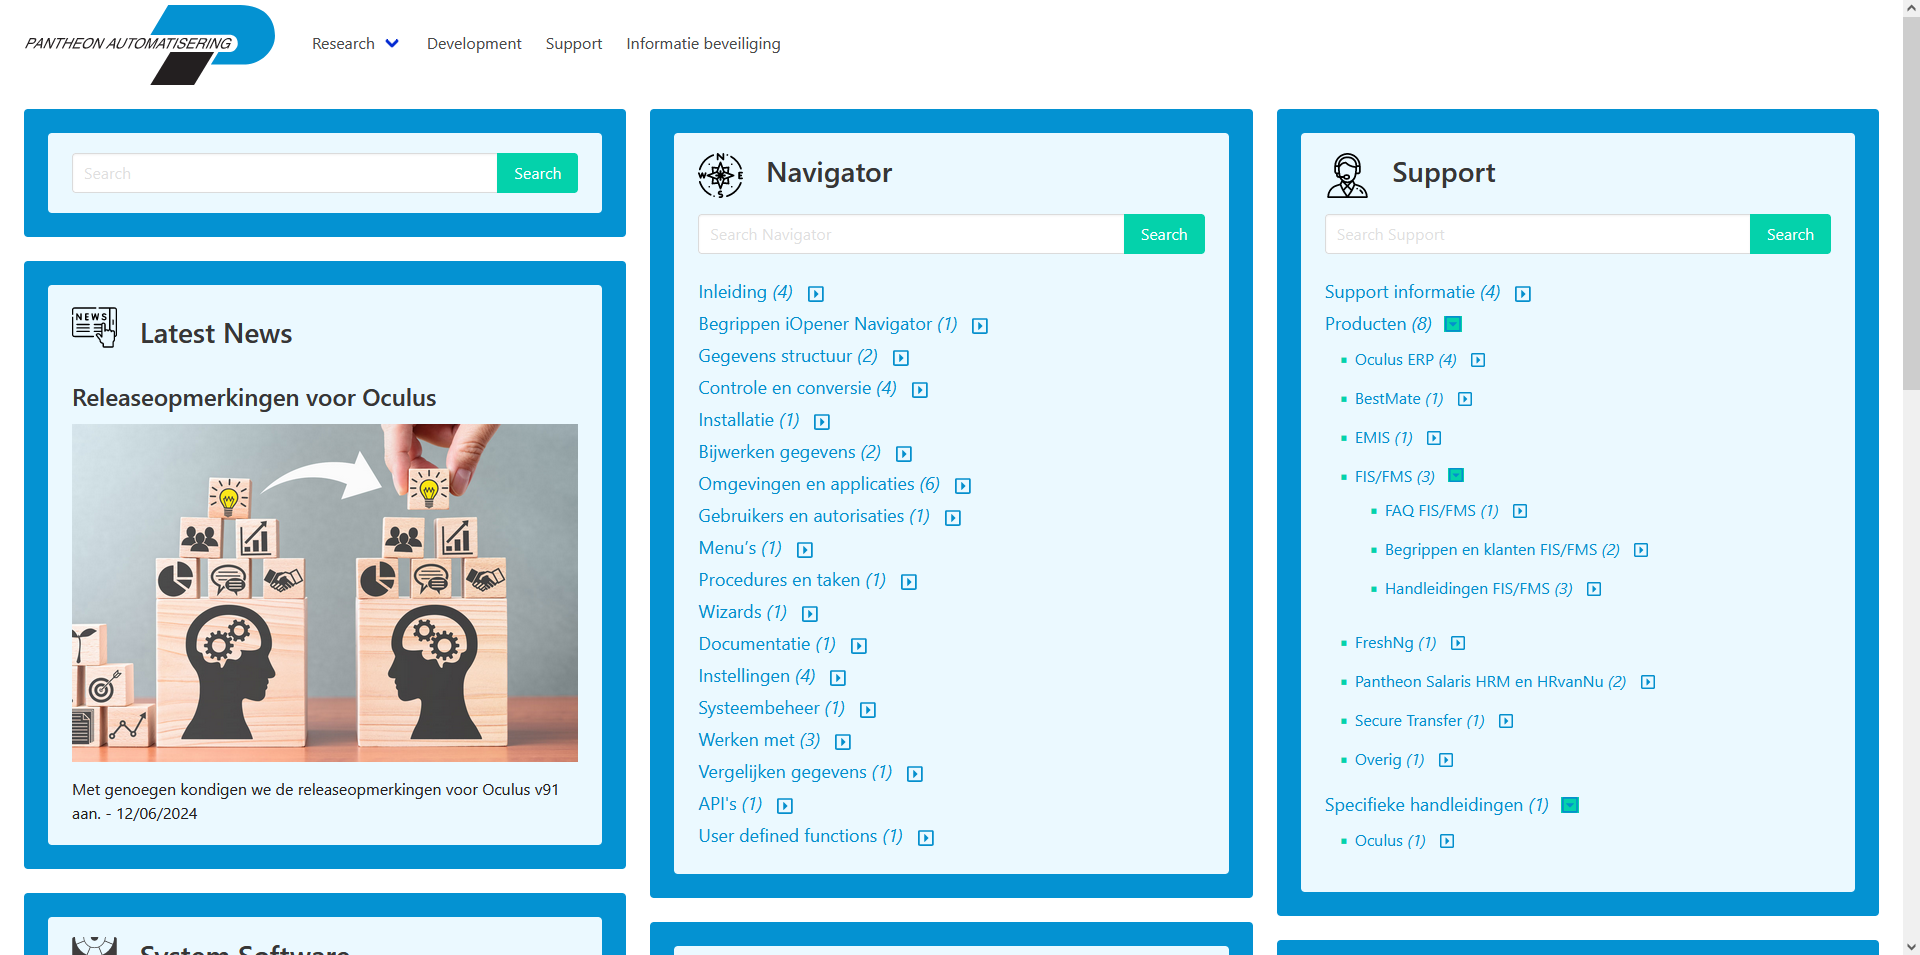 PANTHEON AUTOMATISERING
Research
Development
Support
Informatie beveiliging
Search
Search
NEWS
Latest News
Releaseopmerkingen voor Oculus
Met genoegen kondigen we de releaseopmerkingen voor Oculus v91
aan. - 12/06/2024
System Software
N
W E
S
Navigator
Search Navigator
Search
Inleiding (4)
Begrippen iOpener Navigator (1)
Gegevens structuur (2)
Controle en conversie (4)
Installatie (1)
Bijwerken gegevens (2)
Omgevingen en applicaties (6)
Gebruikers en autorisaties (1)
Menu's (1)
Procedures en taken (1)
Wizards (1)
Documentatie (1)
Instellingen (4)
Systeembeheer (1)
Werken met (3)
Vergelijken gegevens (1)
API's (1)
User defined functions (1)
Support
Search Support
Search
Support informatie (4)
Producten (8)
Oculus ERP (4)
BestMate (1)
EMIS (1)
FIS/FMS (3)
FAQ FIS/FMS (1)
Begrippen en klanten FIS/FMS (2)
Handleidingen FIS/FMS (3)
FreshNg (1)
Pantheon Salaris HRM en HRvanNu (2)
Secure Transfer (1)
Overig (1)
Specifieke handleidingen (1)
Oculus (1)